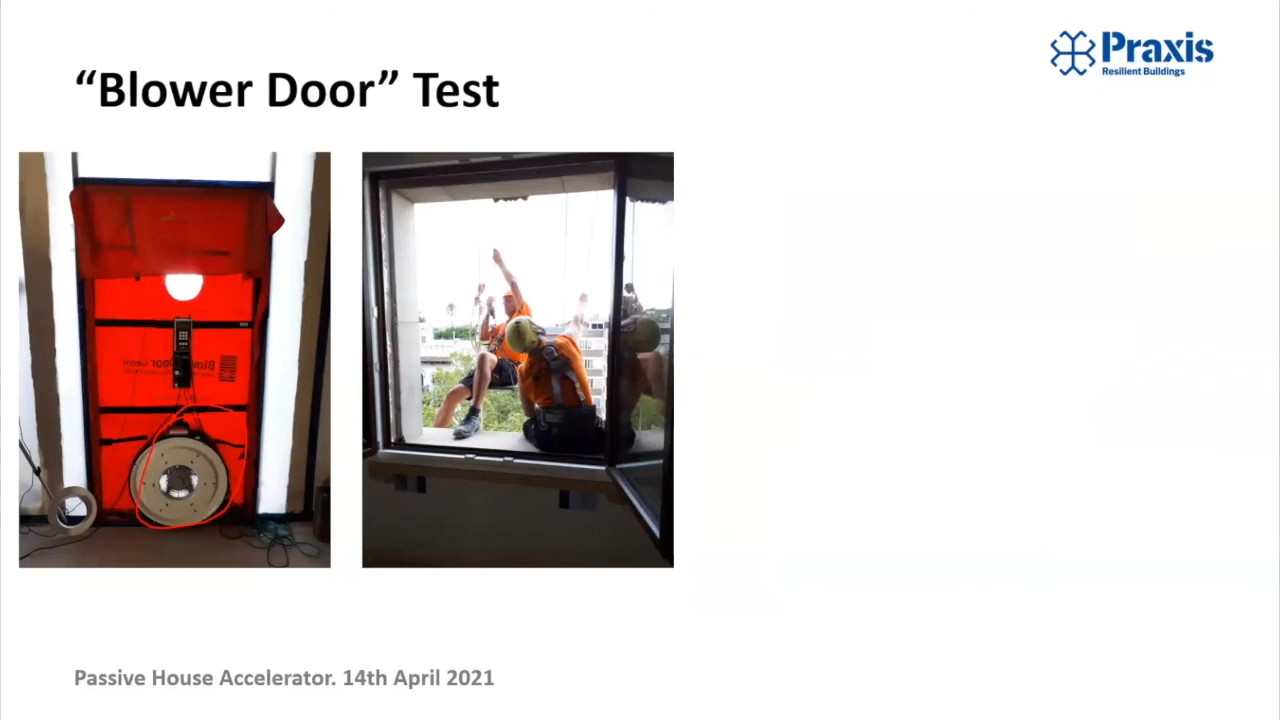 “Blower Door” Test
Praxis
Resilient Buildings
Passive House Accelerator. 14th April 2021